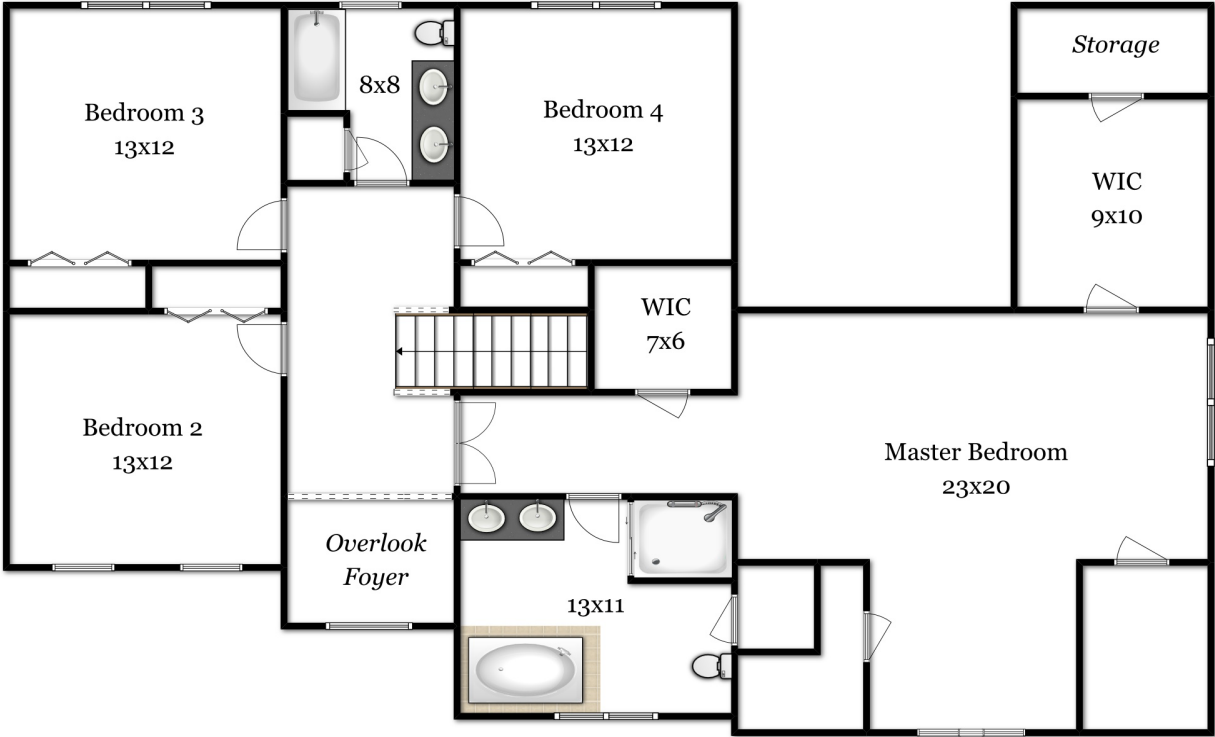 Bedroom 3
13x12
8x8
Bedroom 4
13x12
Storage
WIC
9x10
WIC
7x6
Bedroom 2
13x12
Master Bedroom
23x20
Overlook
Foyer
13x11